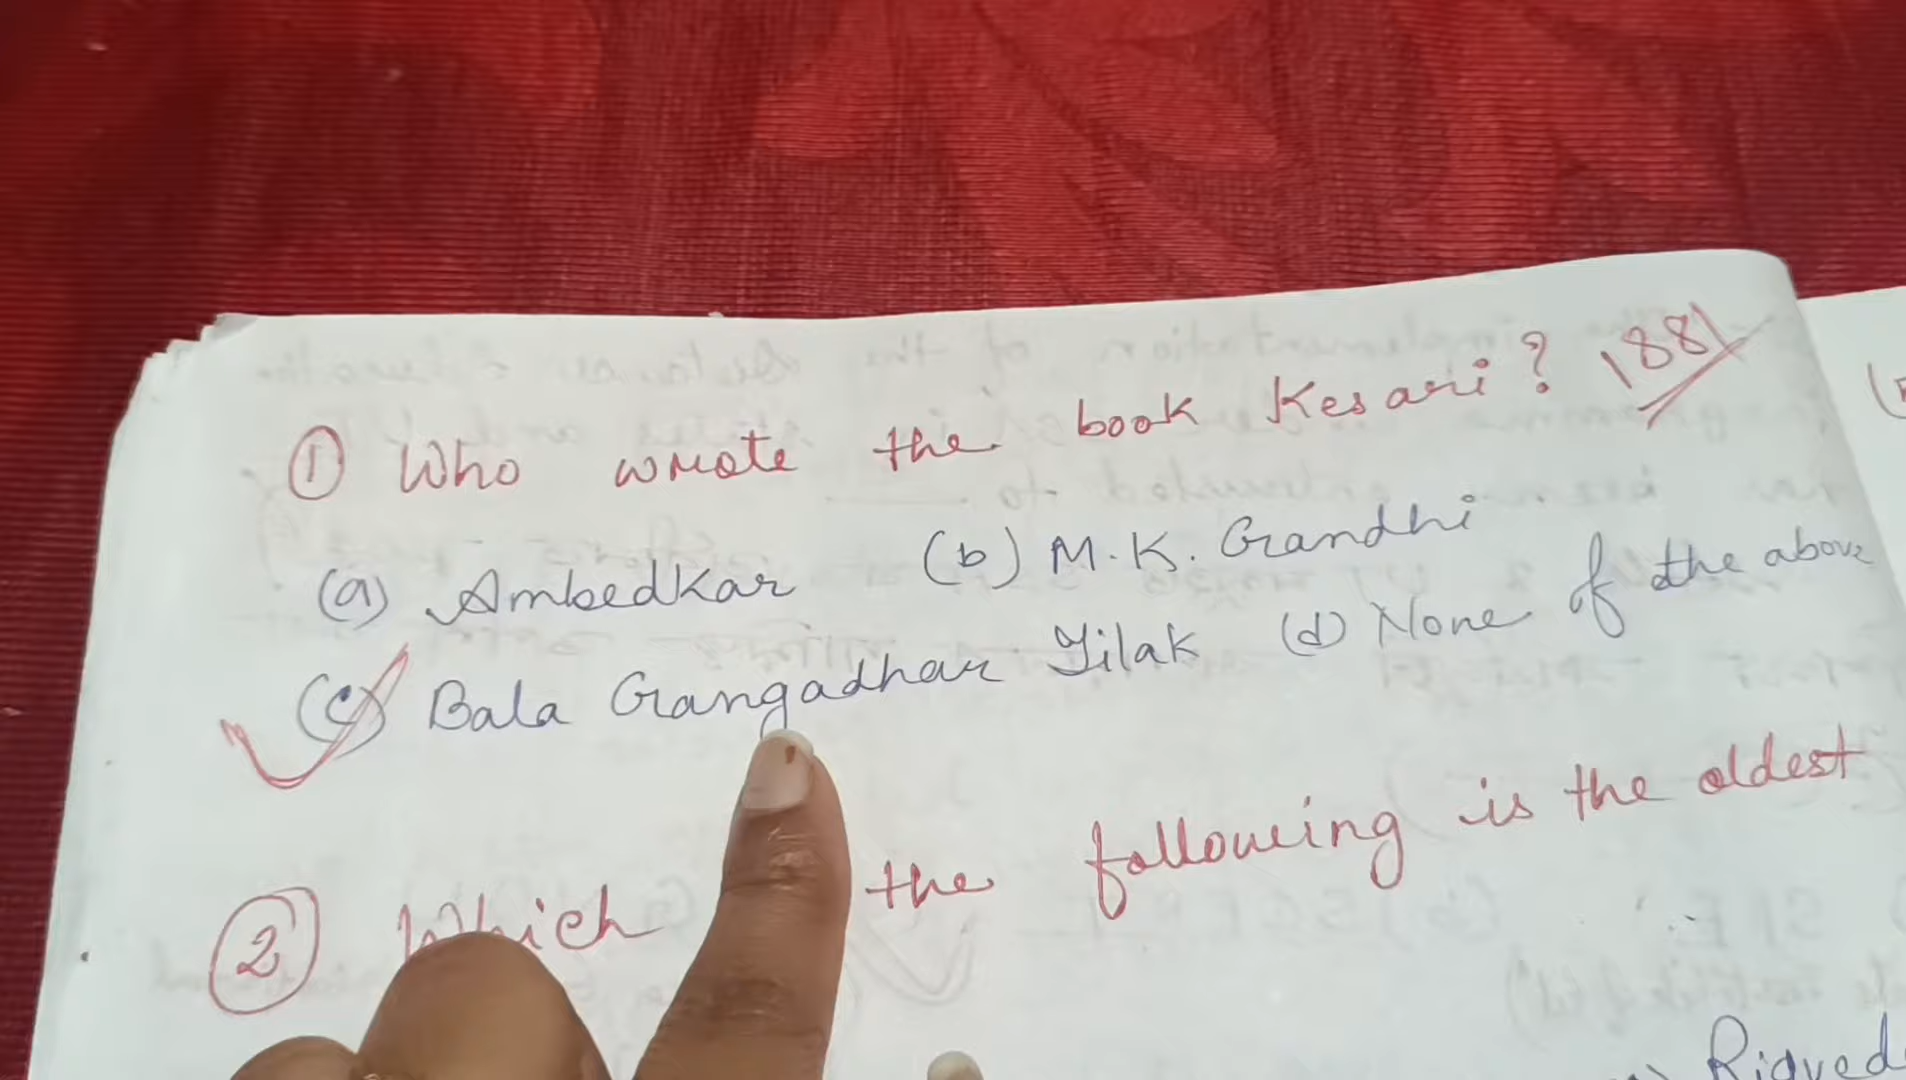 ① Who wrote the book Kesari? 1881
(a) Ambedkar (b) M.K. Gandhi
(c) Bala Gangadhar Tilak (d) None of the above
② Which the following is the oldest
Rigved